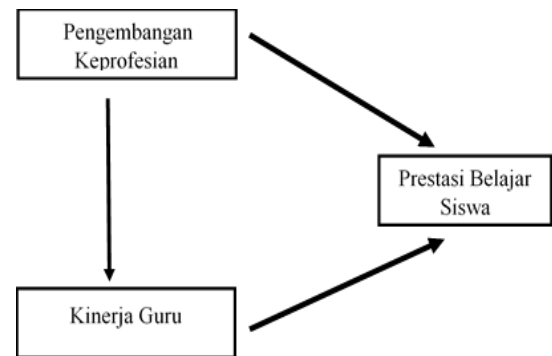 Pengembangan
Keprofesian
Prestasi Belajar
Siswa
Kinerja Guru